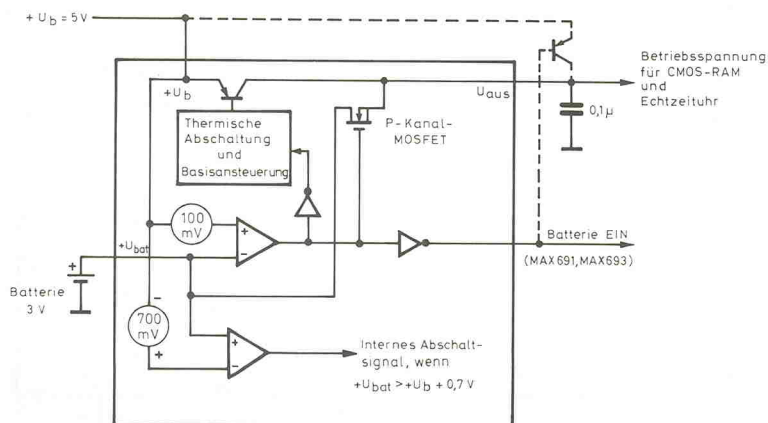 + U_b = 5V
+U_b
U_aus
Betriebsspannung
für CMOS-RAM
und
Echtzeituhr
0,1µ
P-Kanal-
MOSFET
Thermische
Abschaltung
und
Basisansteuerung
100
mV
+
−
+U_bat
+
Batterie
3 V
Batterie EIN
(MAX691, MAX693)
−
700
mV
+
+
−
Internes Abschalt-
signal, wenn
+U_bat > +U_b + 0,7 V